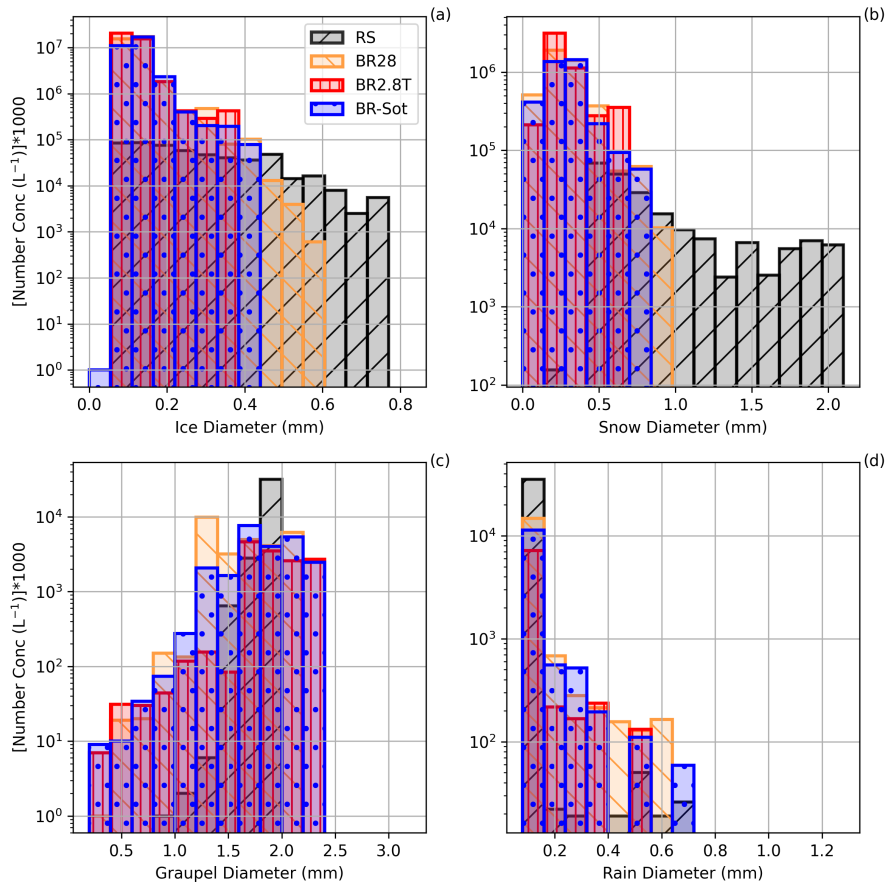 (a)
[Number Conc (L⁻¹)]*1000
10⁷
10⁶
10⁵
10⁴
10³
10²
10¹
10⁰
RS
BR28
BR2.8T
BR-Sot
0.0 0.2 0.4 0.6 0.8
Ice Diameter (mm)
(b)
10⁶
10⁵
10⁴
10³
10²
0.0 0.5 1.0 1.5 2.0
Snow Diameter (mm)
(c)
[Number Conc (L⁻¹)]*1000
10⁴
10³
10²
10¹
10⁰
0.5 1.0 1.5 2.0 2.5 3.0
Graupel Diameter (mm)
(d)
10⁴
10³
10²
0.2 0.4 0.6 0.8 1.0 1.2
Rain Diameter (mm)